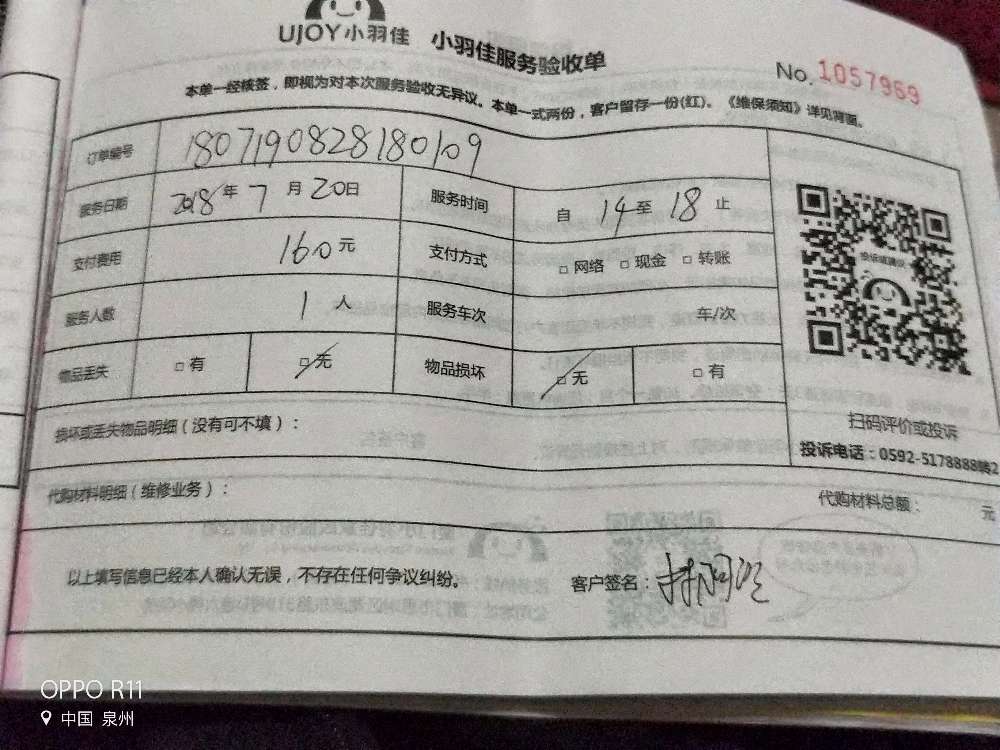 UJOY小羽佳 小羽佳服务验收单
No. 1057969
本单一经核签，即视为对本次服务验收无异议。本单一式两份，客户留存一份(红)。《维保须知》详见背面。
订单编号 1807190828180109
服务日期 2018年 7 月 20日 服务时间 自 14 至 18 止
支付费用 160元 支付方式 □ 网络 □ 现金 □ 转账
服务人数 1 人 服务车次 车/次
物品丢失 □ 有 □ 无 物品损坏 □ 无 □ 有
投诉或建议
扫码评价或投诉
投诉电话：0592-5178888转2
损坏或丢失物品明细（没有可不填）：
代购材料明细（维修业务）： 代购材料总额： 元
以上填写信息已经本人确认无误，不存在任何争议纠纷。 客户签名：
OPPO R11
中国 泉州